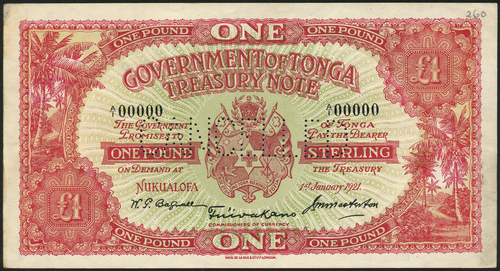 ONE
260
ONE POUND
ONE POUND
GOVERNMENT OF TONGA
TREASURY NOTE
£1
A/1 00000
A/1 00000
THE GOVERNMENT
OF TONGA
PROMISES TO
PAY THE BEARER
ONE POUND
STERLING
ON DEMAND AT
THE TREASURY
NUKUALOFA
1st January 1921.
£1
Tuivakano
COMMISSIONERS OF CURRENCY
ONE POUND
ONE
ONE POUND